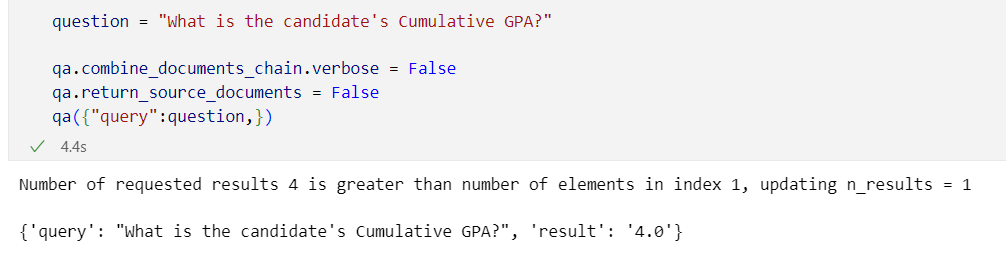 question = "What is the candidate's Cumulative GPA?"
qa.combine_documents_chain.verbose = False
qa.return_source_documents = False
qa({"query":question,})
4.4s
Number of requested results 4 is greater than number of elements in index 1, updating n_results = 1
{'query': "What is the candidate's Cumulative GPA?", 'result': '4.0'}